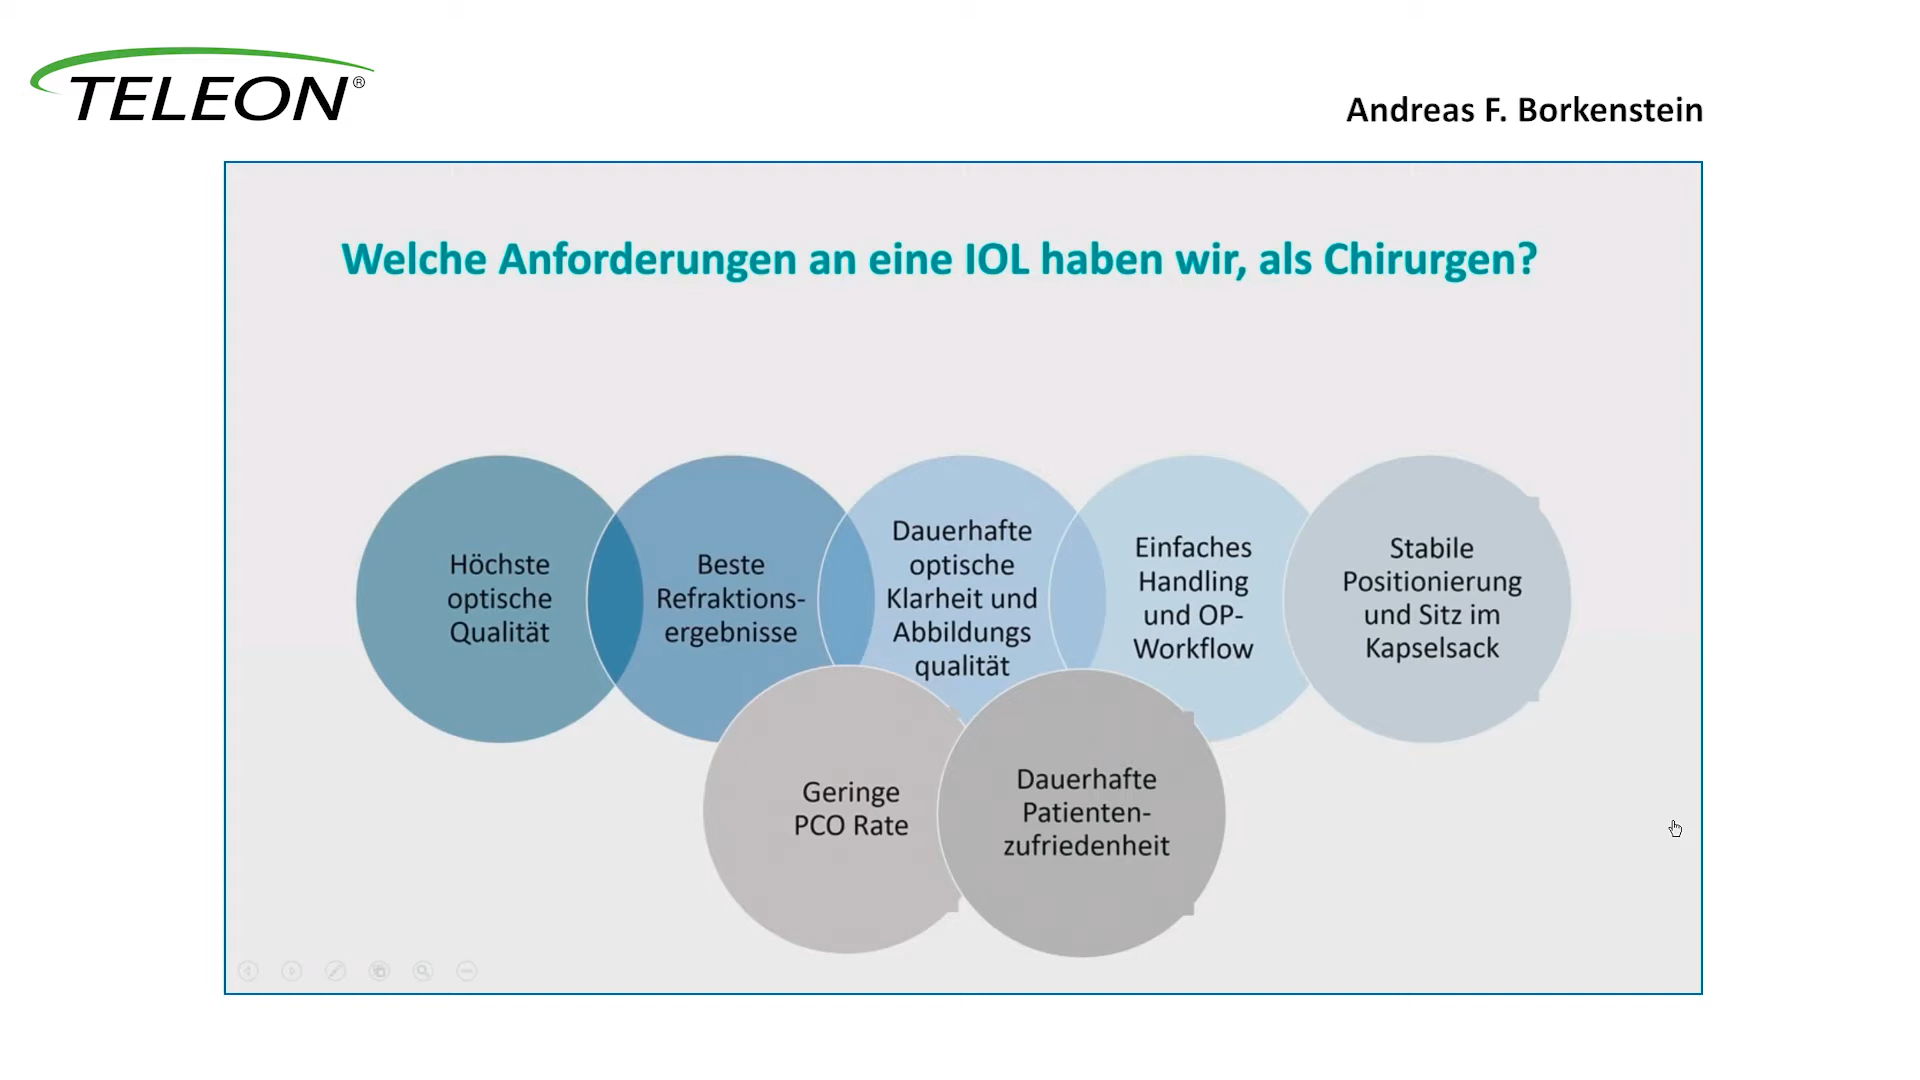 TELEON®
Andreas F. Borkenstein
Welche Anforderungen an eine IOL haben wir, als Chirurgen?
Höchste
optische
Qualität
Beste
Refraktions-
ergebnisse
Dauerhafte
optische
Klarheit und
Abbildungs
qualität
Einfaches
Handling
und OP-
Workflow
Stabile
Positionierung
und Sitz im
Kapselsack
Geringe
PCO Rate
Dauerhafte
Patienten-
zufriedenheit